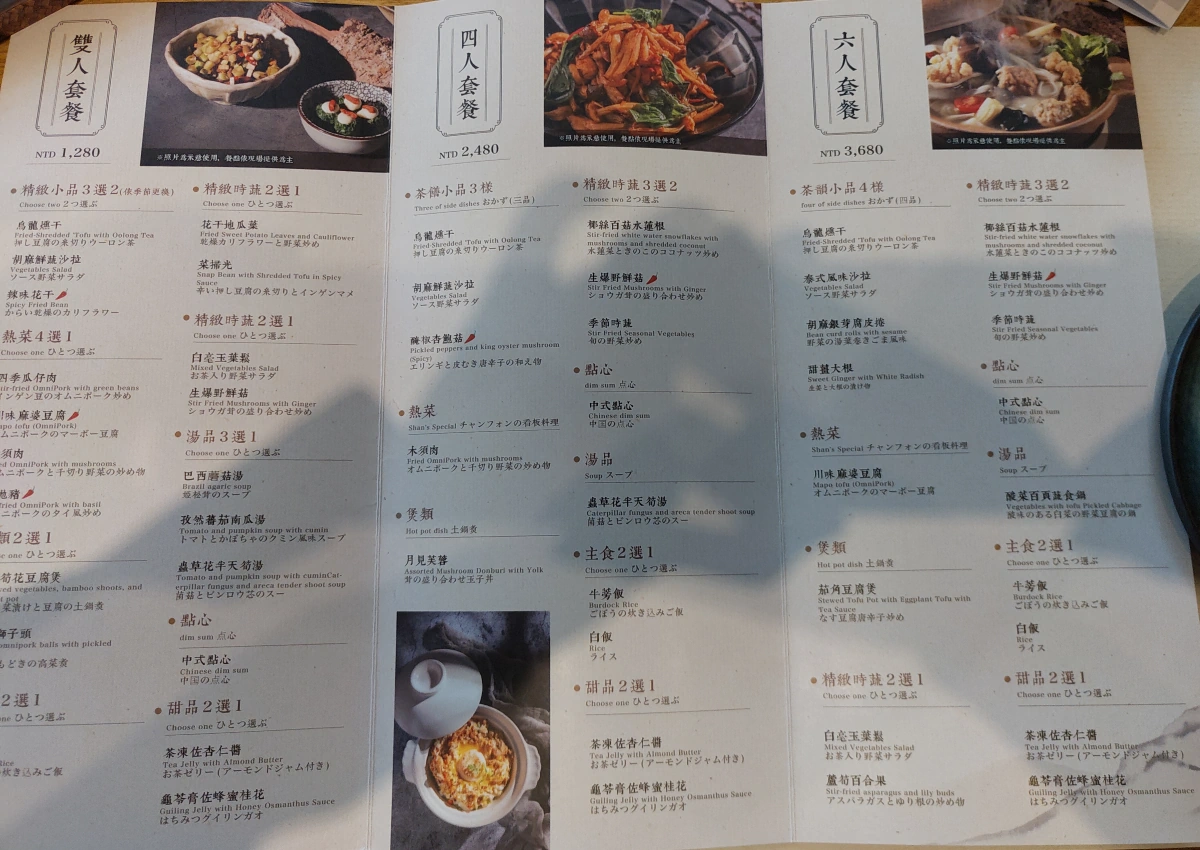 雙人套餐
NTD 1,280
※照片為示意使用，餐點依現場提供為主
精緻小品3選2(依季節更換)
Choose two 2つ選ぶ
烏龍燻干
Fried-Shredded Tofu with Oolong Tea
押し豆腐の糸切りウーロン茶
胡麻鮮蔬沙拉
Vegetables Salad
ソース野菜サラダ
辣味花干
Spicy Fried Bean
からい乾燥のカリフラワー
熱菜4選1
Choose one ひとつ選ぶ
四季瓜仔肉
tir-fried OmniPork with green beans
インゲン豆のオムニポーク炒め
川味麻婆豆腐
apo tofu (OmniPork)
オムニポークのマーボー豆腐
須肉
ied OmniPork with mushrooms
オムニポークと千切り野菜の炒め物
ried OmniPork with basil
ムニポークのタイ風炒め
類2選1
se one ひとつ選ぶ
筍花豆腐煲
xed vegetables, bamboo shoots, and
ot pot
菜漬けと豆腐の土鍋煮
獅子頭
omnipork balls with pickled
もどきの高菜煮
2選1
one ひとつ選ぶ
Rice
炊き込みご飯
精緻時蔬2選1
Choose one ひとつ選ぶ
花干地瓜葉
Fried Sweet Potato Leaves and Cauliflower
乾燥カリフラワーと野菜炒め
菜掃光
Snap Bean with Shredded Tofu in Spicy
Sauce
辛い押し豆腐の糸切りとインゲンマメ
精緻時蔬2選1
Choose one ひとつ選ぶ
白亳玉葉鬆
Mixed Vegetables Salad
お茶入り野菜サラダ
生爆野鮮菇
Stir Fried Mushrooms with Ginger
ショウガ茸の盛り合わせ炒め
湯品3選1
Choose one ひとつ選ぶ
巴西蘑菇湯
Brazil agaric soup
姫松茸のスープ
孜然蕃茄南瓜湯
Tomato and pumpkin soup with cumin
トマトとかぼちゃのクミン風味スープ
蟲草花半天筍湯
Tomato and pumpkin soup with cuminCat-
erpillar fungus and areca tender shoot soup
菌菇とビンロウ芯のスー
點心
dim sum 点心
中式點心
Chinese dim sum
中国の点心
甜品2選1
Choose one ひとつ選ぶ
茶凍佐杏仁醬
Tea Jelly with Almond Butter
お茶ゼリー (アーモンドジャム付き)
龜苓膏佐蜂蜜桂花
Guiling Jelly with Honey Osmanthus Sauce
はちみつグイリンガオ
四人套餐
NTD 2,480
※照片為示意使用，餐點依現場提供為主
茶饍小品3樣
Three of side dishes おかず(三品)
烏龍燻干
Fried-Shredded Tofu with Oolong Tea
押し豆腐の糸切りウーロン茶
胡麻鮮蔬沙拉
Vegetables Salad
ソース野菜サラダ
醃椒杏鮑菇
Pickled peppers and king oyster mushroom
(Spicy)
エリンギと皮むき唐辛子の和え物
熱菜
Shan's Special チャンフォンの看板料理
木須肉
Fried OmniPork with mushrooms
オムニポークと千切り野菜の炒め物
煲類
Hot pot dish 土鍋煮
月見芙蓉
Assorted Mushroom Donburi with Yolk
茸の盛り合わせ玉子丼
精緻時蔬3選2
Choose two 2つ選ぶ
椰絲百菇水蓮根
Stir-fried white water snowflakes with
mushrooms and shredded coconut
水蓮菜ときのこのココナッツ炒め
生爆野鮮菇
Stir Fried Mushrooms with Ginger
ショウガ茸の盛り合わせ炒め
季節時蔬
Stir Fried Seasonal Vegetables
旬の野菜炒め
點心
dim sum 点心
中式點心
Chinese dim sum
中国の点心
湯品
Soup スープ
蟲草花半天筍湯
Caterpillar fungus and areca tender shoot soup
菌菇とビンロウ芯のスー
主食2選1
Choose one ひとつ選ぶ
牛蒡飯
Burdock Rice
ごぼうの炊き込みご飯
白飯
Rice
ライス
甜品2選1
Choose one ひとつ選ぶ
茶凍佐杏仁醬
Tea Jelly with Almond Butter
お茶ゼリー (アーモンドジャム付き)
龜苓膏佐蜂蜜桂花
Guiling Jelly with Honey Osmanthus Sauce
はちみつグイリンガオ
六人套餐
NTD 3,680
※照片為示意使用，餐點依現場提供為主
茶韻小品4樣
four of Side dishes おかず(四品)
烏龍燻干
Fried-Shredded Tofu with Oolong Tea
押し豆腐の糸切りウーロン茶
泰式風味沙拉
Vegetables Salad
ソース野菜サラダ
胡麻銀芽腐皮捲
Bean curd rolls with sesame
野菜の湯葉巻きごま風味
甜薑大根
Sweet Ginger with White Radish
生姜と大根の漬け物
熱菜
Shan's Special チャンフォンの看板料理
川味麻婆豆腐
Mapo tofu (OmniPork)
オムニポークのマーボー豆腐
煲類
Hot pot dish 土鍋煮
茄角豆腐煲
Stewed Tofu Pot with Eggplant Tofu with
Tea Sauce
なす豆腐唐辛子炒め
精緻時蔬2選1
Choose one ひとつ選ぶ
白亳玉葉鬆
Mixed Vegetables Salad
お茶入り野菜サラダ
蘆筍百合果
Stir-fried asparagus and lily buds
アスパラガスとゆり根の炒め物
精緻時蔬3選2
Choose two 2つ選ぶ
椰絲百菇水蓮根
Stir-fried white water snowflakes with
mushrooms and shredded coconut
水蓮菜ときのこのココナッツ炒め
生爆野鮮菇
Stir Fried Mushrooms with Ginger
ショウガ茸の盛り合わせ炒め
季節時蔬
Stir Fried Seasonal Vegetables
旬の野菜炒め
點心
dim sum 点心
中式點心
Chinese dim sum
中国の点心
湯品
Soup スープ
酸菜百頁蔬食鍋
Vegetables with tofu Pickled Cabbage
酸味のある白菜の野菜豆腐の鍋
主食2選1
Choose one ひとつ選ぶ
牛蒡飯
Burdock Rice
ごぼうの炊き込みご飯
白飯
Rice
ライス
甜品2選1
Choose one ひとつ選ぶ
茶凍佐杏仁醬
Tea Jelly with Almond Butter
お茶ゼリー (アーモンドジャム付き)
龜苓膏佐蜂蜜桂花
Guiling Jelly with Honey Osmanthus Sauce
はちみつグイリンガオ